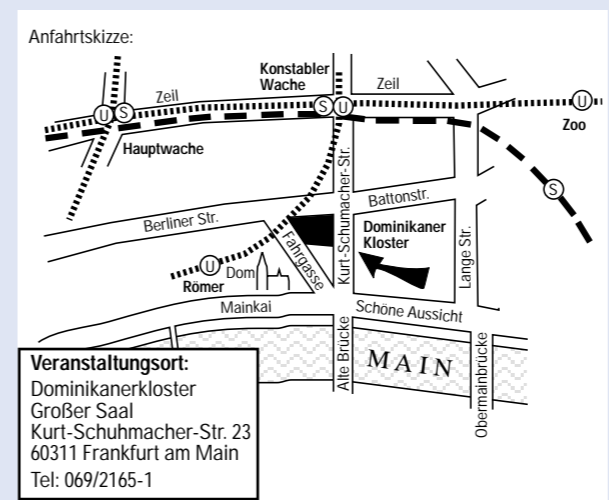 Anfahrtskizze:
Konstabler
Wache
Zeil
Zeil
U
S
S
U
U
Zoo
Hauptwache
S
Kurt-Schumacher-Str.
Battonstr.
Berliner Str.
Dominikaner
Kloster
Fahrgasse
Lange Str.
U
Dom
Römer
Mainkai
Schöne Aussicht
Alte Brücke
MAIN
Obermainbrücke
Veranstaltungsort:
Dominikanerkloster
Großer Saal
Kurt-Schuhmacher-Str. 23
60311 Frankfurt am Main
Tel: 069/2165-1